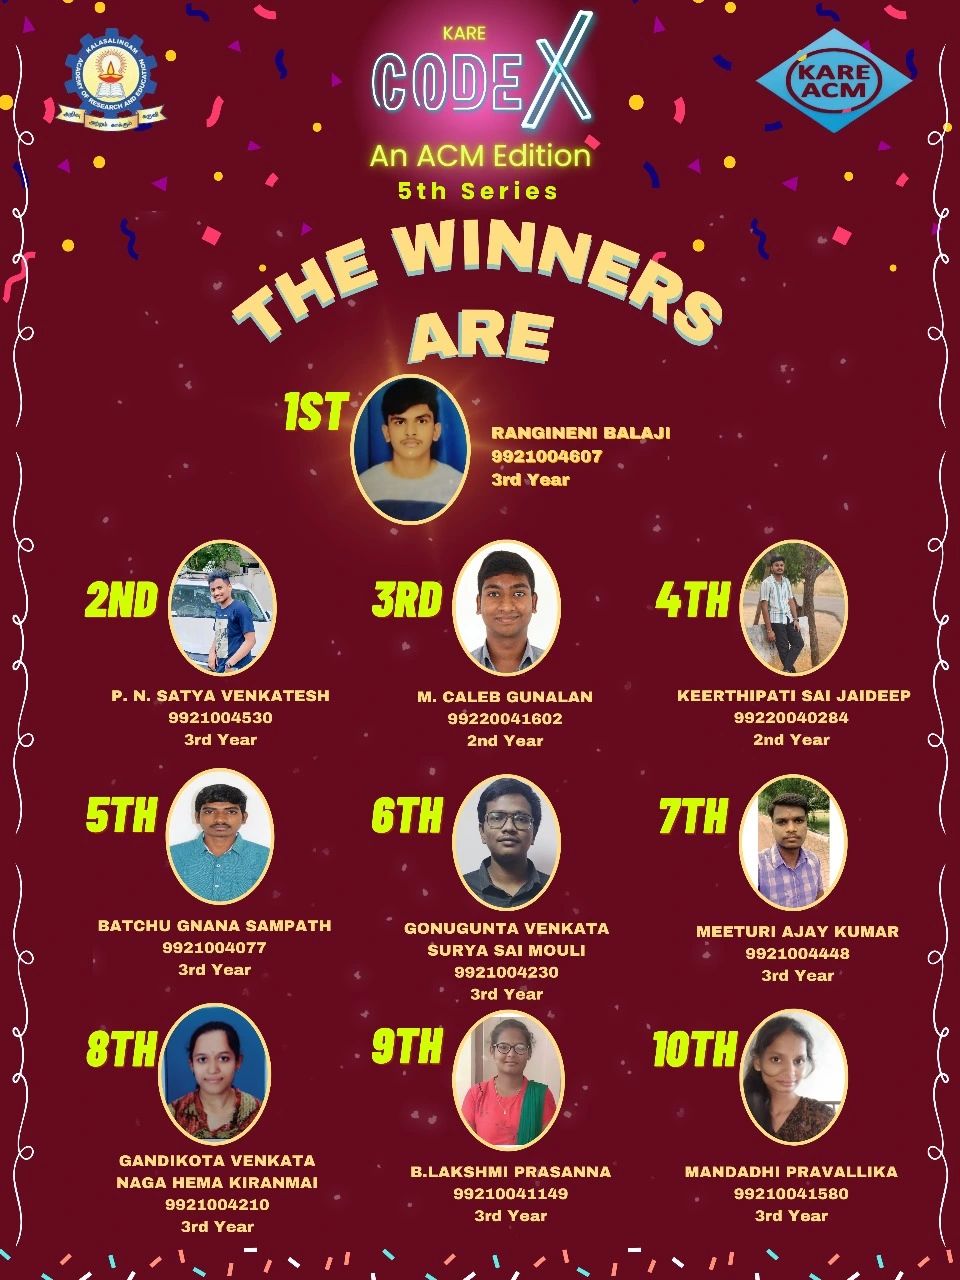 KALASALINGAM
ACADEMY OF RESEARCH AND EDUCATION
KARE
CODEX
An ACM Edition
5th Series
KARE
ACM
THE WINNERS
ARE
1ST
RANGINENI BALAJI
9921004607
3rd Year
2ND
P. N. SATYA VENKATESH
9921004530
3rd Year
3RD
M. CALEB GUNALAN
99220041602
2nd Year
4TH
KEERTHIPATI SAI JAIDEEP
99220040284
2nd Year
5TH
BATCHU GNANA SAMPATH
9921004077
3rd Year
6TH
GONUGUNTA VENKATA
SURYA SAI MOULI
9921004230
3rd Year
7TH
MEETURI AJAY KUMAR
9921004448
3rd Year
8TH
GANDIKOTA VENKATA
NAGA HEMA KIRANMAI
9921004210
3rd Year
9TH
B.LAKSHMI PRASANNA
99210041149
3rd Year
10TH
MANDADHI PRAVALLIKA
99210041580
3rd Year